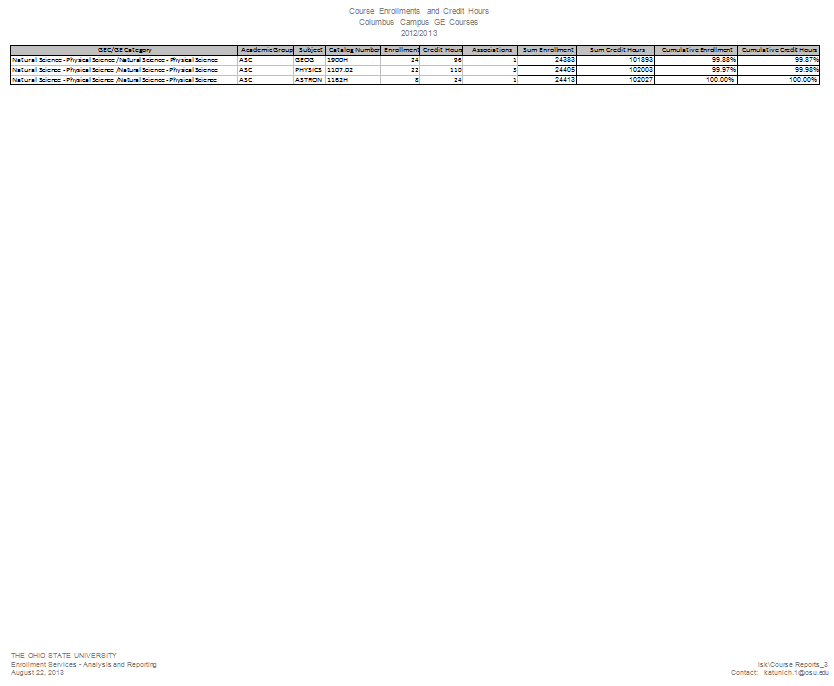 Course Enrollments and Credit Hours
Columbus Campus GE Courses
2012/2013
GEC/GE Category Academic Group Subject Catalog Number Enrollment Credit Hours Associations Sum Enrollment Sum Credit Hours Cumulative Enrollment Cumulative Credit Hours
Natural Science - Physical Science /Natural Science - Physical Science ASC GEOG 1900H 24 96 1 24383 101893 99.88% 99.87%
Natural Science - Physical Science /Natural Science - Physical Science ASC PHYSICS 1107.02 22 110 3 24405 102003 99.97% 99.98%
Natural Science - Physical Science /Natural Science - Physical Science ASC ASTRON 1162H 8 24 1 24413 102027 100.00% 100.00%
THE OHIO STATE UNIVERSITY
Enrollment Services - Analysis and Reporting
August 22, 2013
isk\Course Reports_3
Contact: katunich.1@osu.edu